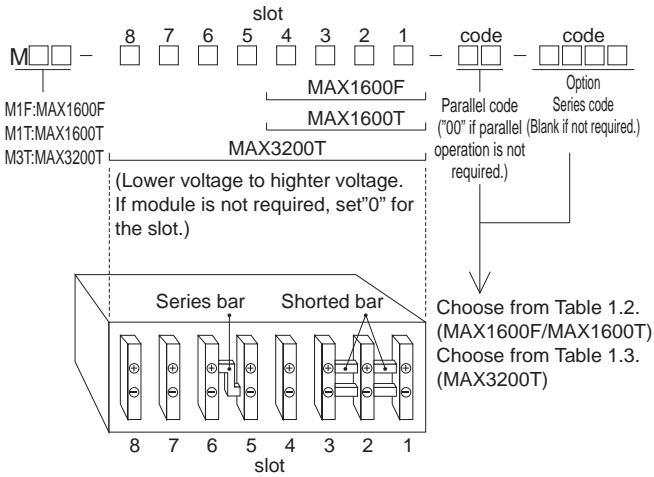 slot
8 7 6 5 4 3 2 1
code
code
M□□ - □ □ □ □ □ □ □ □ - □□ - □□□□
M1F:MAX1600F
M1T:MAX1600T
M3T:MAX3200T
MAX1600F
MAX1600T
MAX3200T
Parallel code
("00" if parallel
operation is not
required.)
Option
Series code
(Blank if not required.)
(Lower voltage to highter voltage.
If module is not required, set"0" for
the slot.)
Series bar
Shorted bar
Choose from Table 1.2.
(MAX1600F/MAX1600T)
Choose from Table 1.3.
(MAX3200T)
+ + + + + + + +
− − − − − − − −
8 7 6 5 4 3 2 1
slot